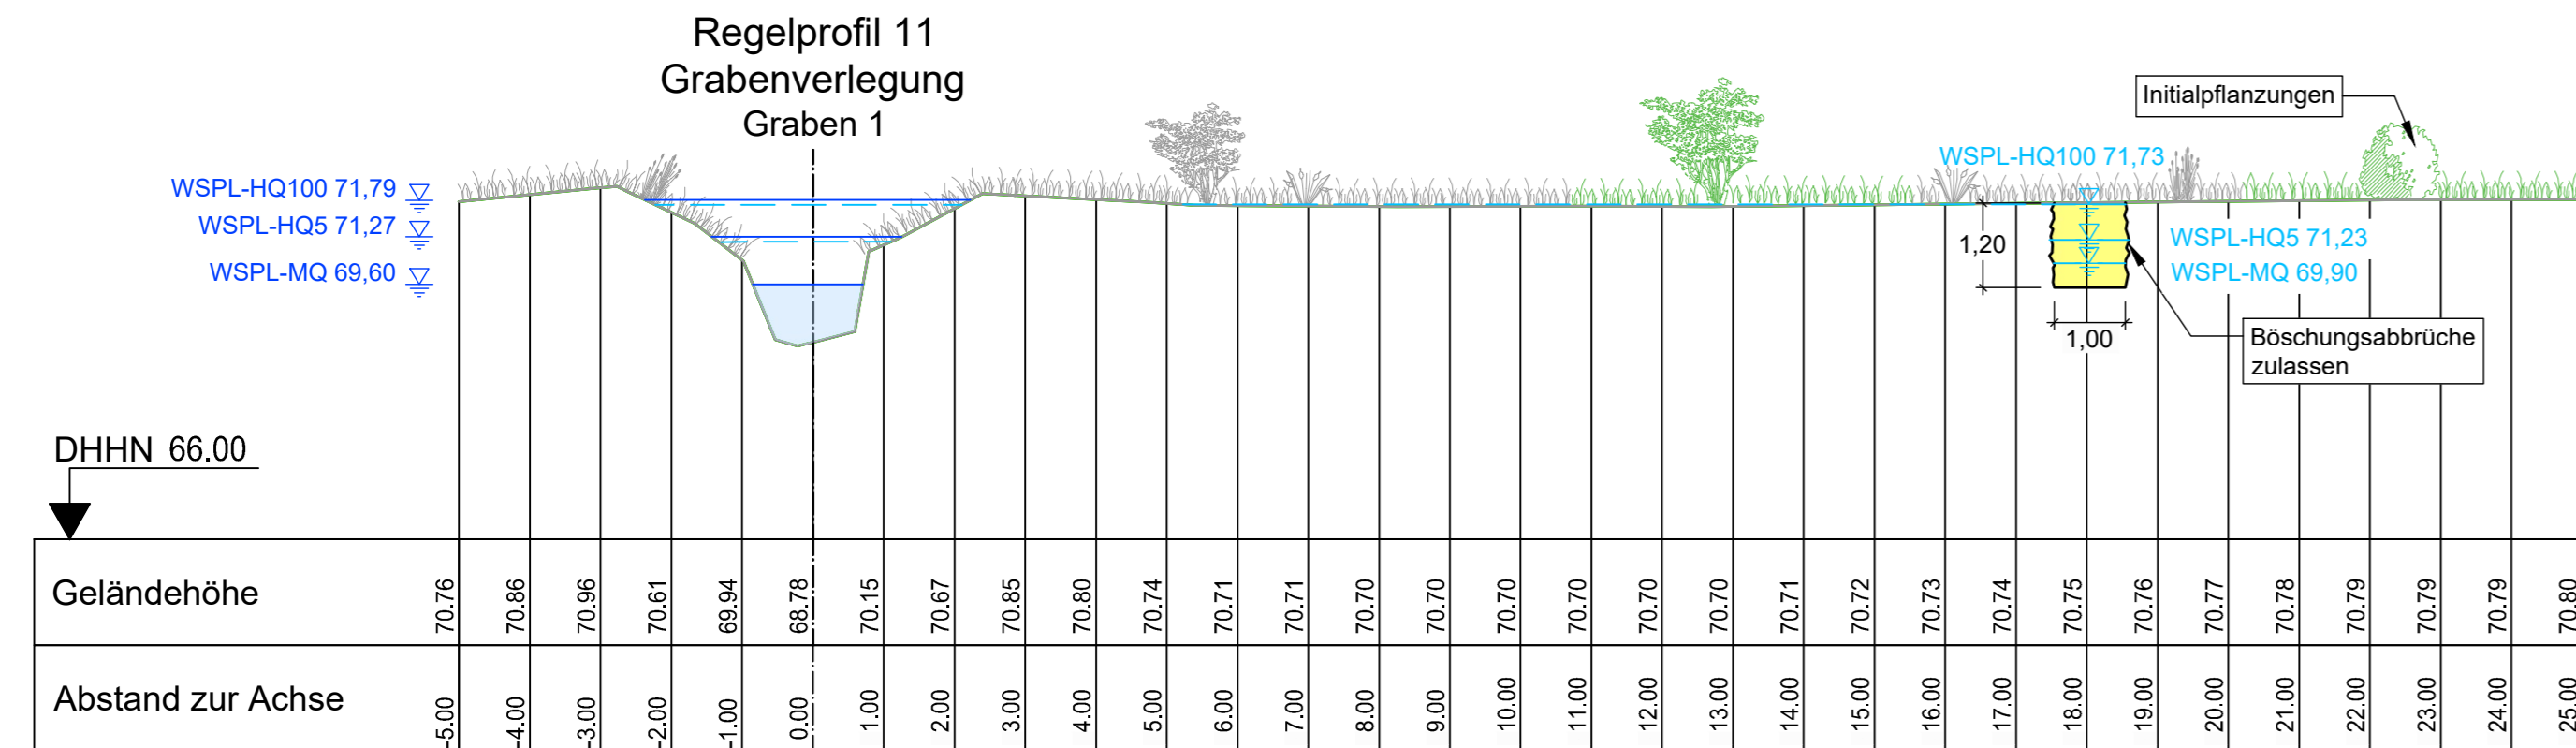 Regelprofil 11
Grabenverlegung
Graben 1
Initialpflanzungen
WSPL-HQ100 71,73
WSPL-HQ100 71,79
WSPL-HQ5 71,27
WSPL-MQ 69,60
1,20
WSPL-HQ5 71,23
WSPL-MQ 69,90
1,00
Böschungsabbrüche
zulassen
DHHN 66.00
Geländehöhe 70.76 70.86 70.96 70.61 69.94 68.78 70.15 70.67 70.85 70.80 70.74 70.71 70.71 70.70 70.70 70.70 70.70 70.70 70.70 70.71 70.72 70.73 70.74 70.75 70.76 70.77 70.78 70.79 70.79 70.79 70.80
Abstand zur Achse -5.00 -4.00 -3.00 -2.00 -1.00 0.00 1.00 2.00 3.00 4.00 5.00 6.00 7.00 8.00 9.00 10.00 11.00 12.00 13.00 14.00 15.00 16.00 17.00 18.00 19.00 20.00 21.00 22.00 23.00 24.00 25.00